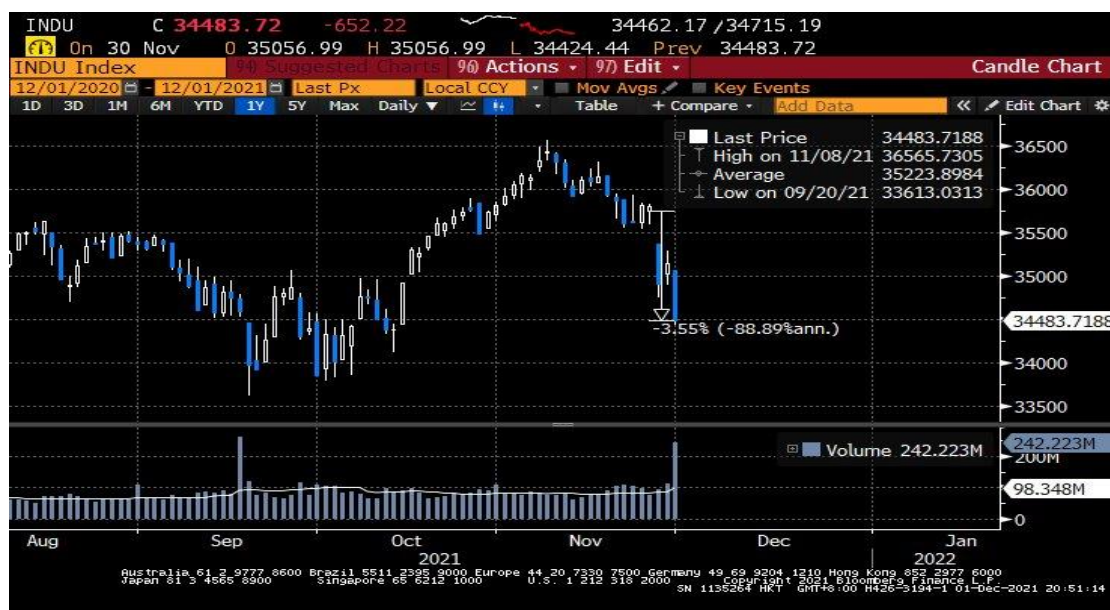 INDU C 34483.72 -652.22 34462.17 /34715.19
On 30 Nov O 35056.99 H 35056.99 L 34424.44 Prev 34483.72
INDU Index 94) Suggested Charts 96) Actions 97) Edit Candle Chart
12/01/2020 - 12/01/2021 Last Px Local CCY Mov Avgs Key Events
1D 3D 1M 6M YTD 1Y 5Y Max Daily ▼ Table + Compare Add Data « Edit Chart
Last Price 34483.7188
High on 11/08/21 36565.7305
Average 35223.8984
Low on 09/20/21 33613.0313
36500
36000
35500
35000
34483.7188
-3.55% (-88.89%ann.)
34000
33500
Volume 242.223M
242.223M
200M
98.348M
0
Aug Sep Oct Nov Dec Jan
2021 2022
Australia 61 2 9777 8600 Brazil 5511 2395 9000 Europe 44 20 7330 7500 Germany 49 69 9204 1210 Hong Kong 852 2977 6000
Japan 81 3 4565 8900 Singapore 65 6212 1000 U.S. 1 212 318 2000 Copyright 2021 Bloomberg Finance L.P.
SN 1135264 HKT GMT+8:00 H426-3194-1 01-Dec-2021 20:51:14